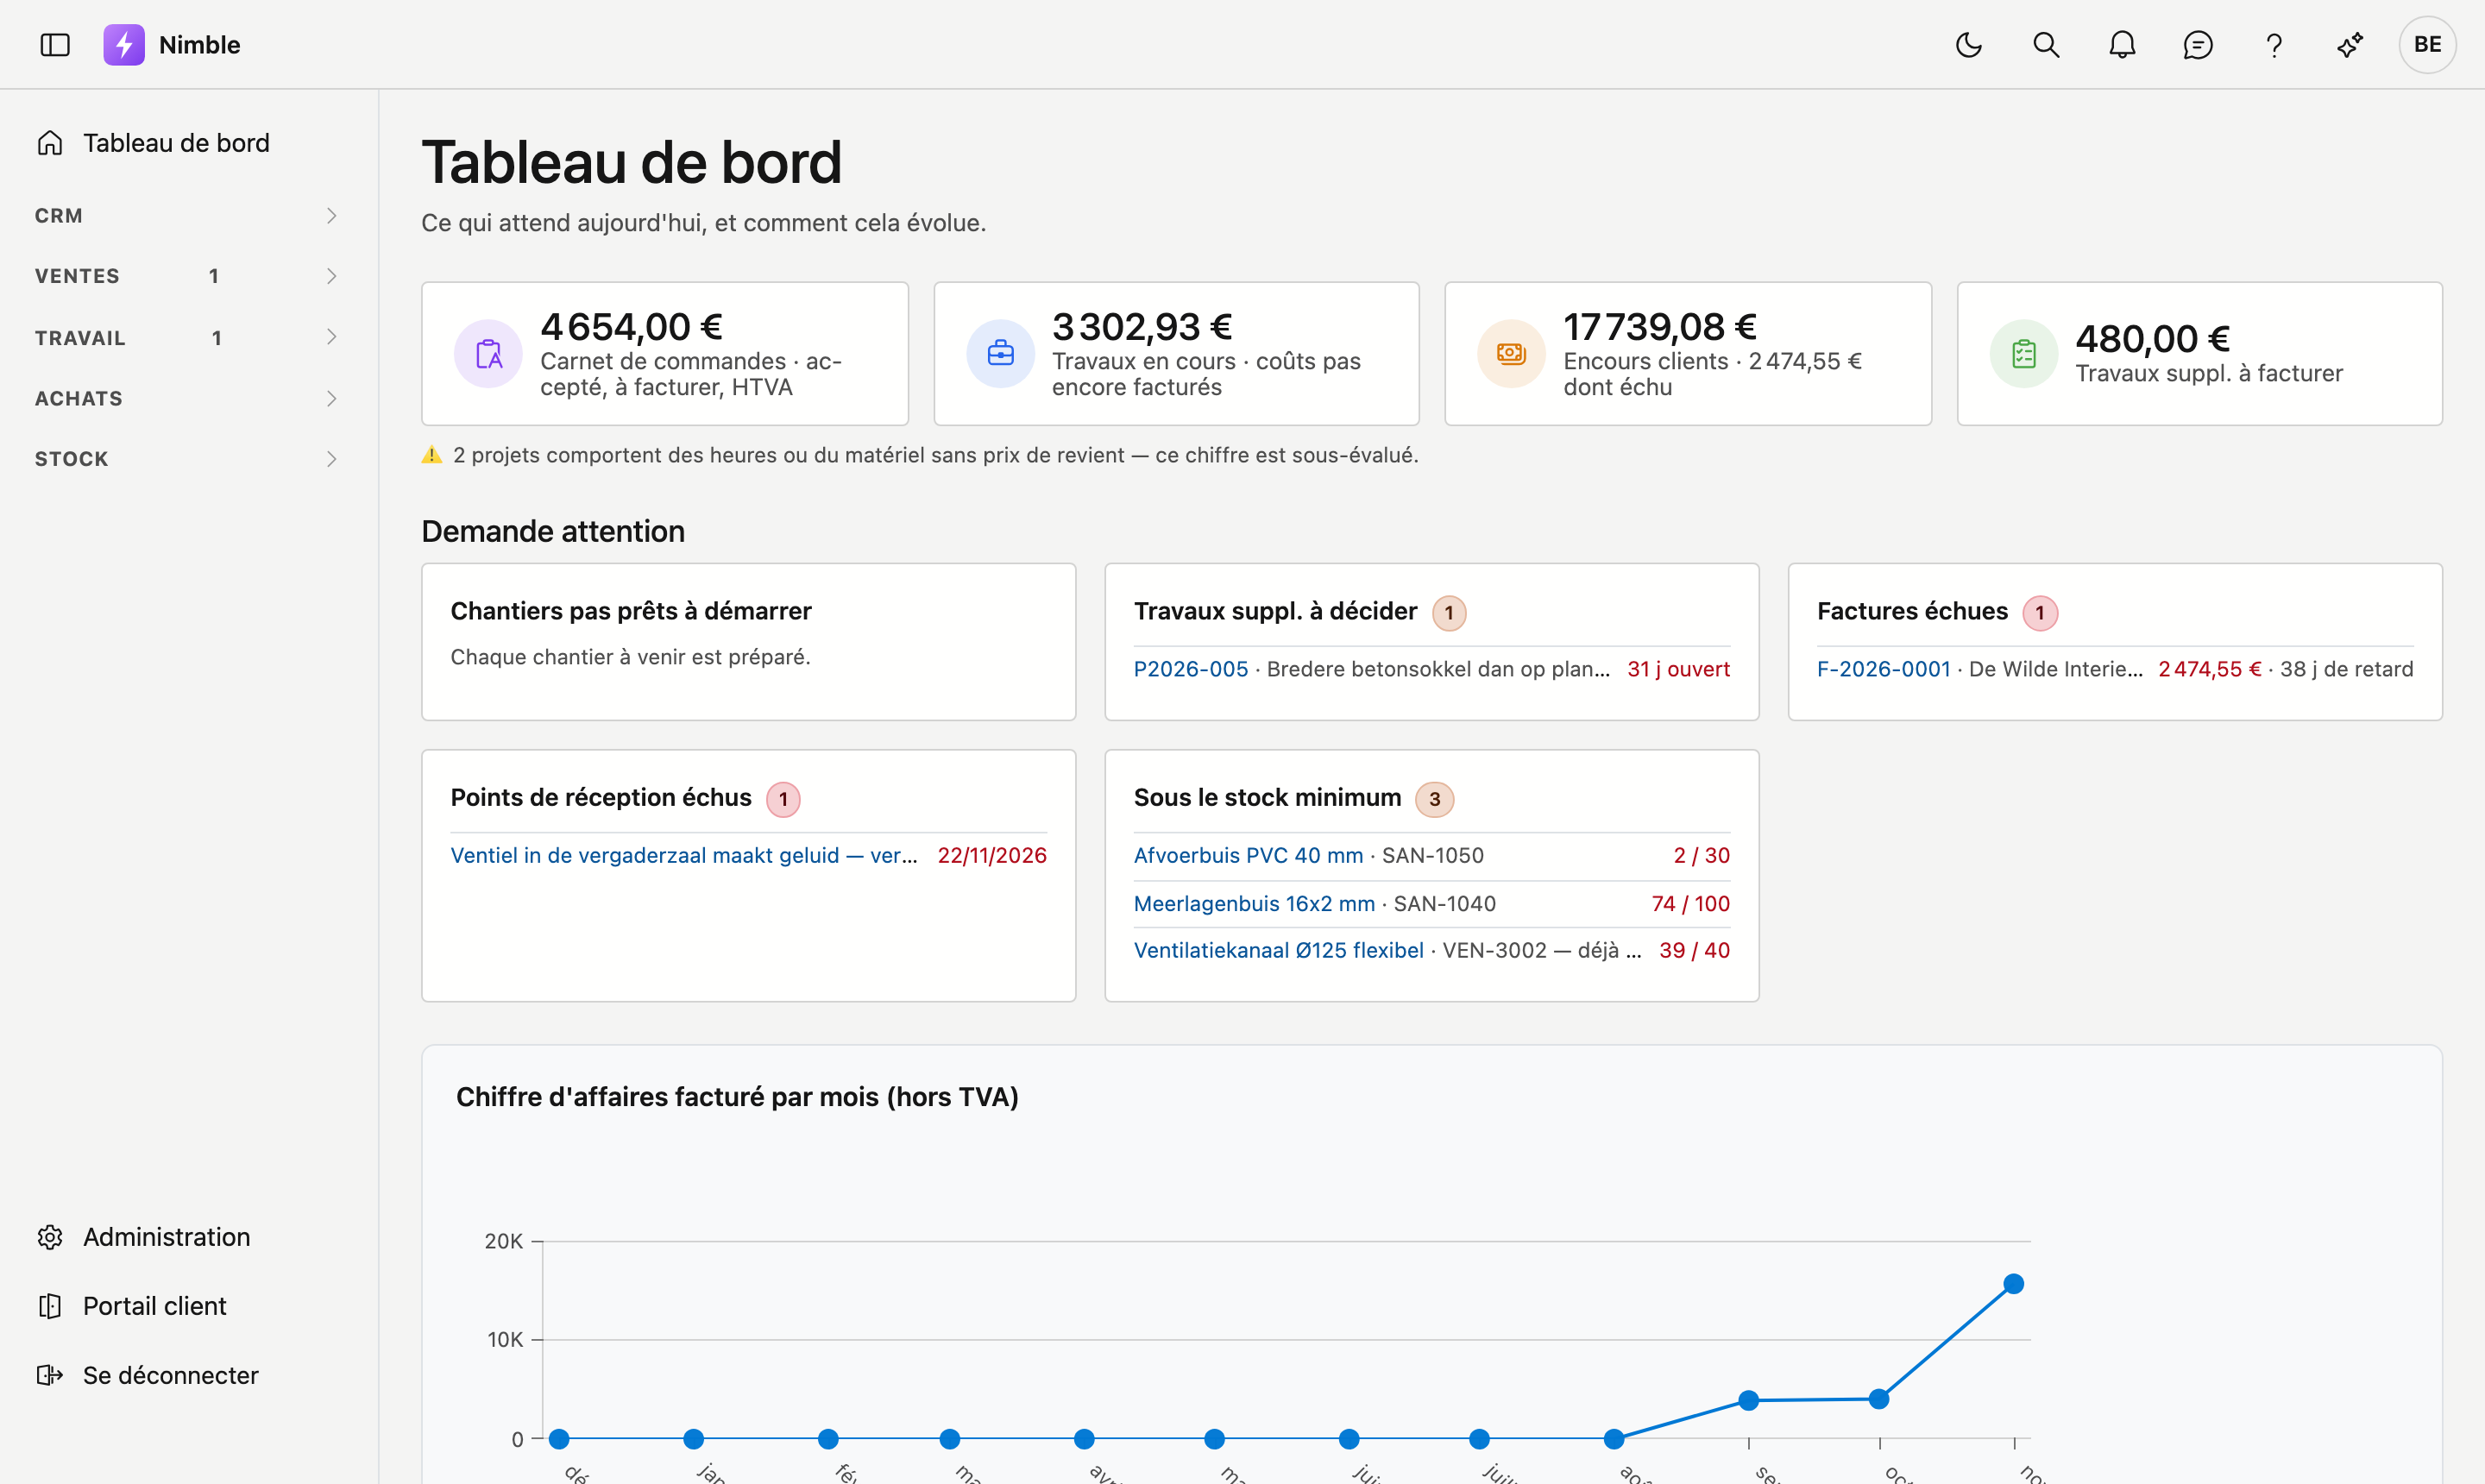 Nimble
BE
Tableau de bord
CRM
VENTES 1
TRAVAIL 1
ACHATS
STOCK
Administration
Portail client
Se déconnecter
Tableau de bord
Ce qui attend aujourd'hui, et comment cela évolue.
4 654,00 €
Carnet de commandes · ac-
cepté, à facturer, HTVA
3 302,93 €
Travaux en cours · coûts pas
encore facturés
17 739,08 €
Encours clients · 2 474,55 €
dont échu
480,00 €
Travaux suppl. à facturer
2 projets comportent des heures ou du matériel sans prix de revient — ce chiffre est sous-évalué.
Demande attention
Chantiers pas prêts à démarrer
Chaque chantier à venir est préparé.
Travaux suppl. à décider 1
P2026-005 · Bredere betonsokkel dan op plan... 31 j ouvert
Factures échues 1
F-2026-0001 · De Wilde Interie... 2 474,55 € · 38 j de retard
Points de réception échus 1
Ventiel in de vergaderzaal maakt geluid — ver... 22/11/2026
Sous le stock minimum 3
Afvoerbuis PVC 40 mm · SAN-1050 2 / 30
Meerlagenbuis 16x2 mm · SAN-1040 74 / 100
Ventilatiekanaal Ø125 flexibel · VEN-3002 — déjà ... 39 / 40
Chiffre d'affaires facturé par mois (hors TVA)
20K
10K
0